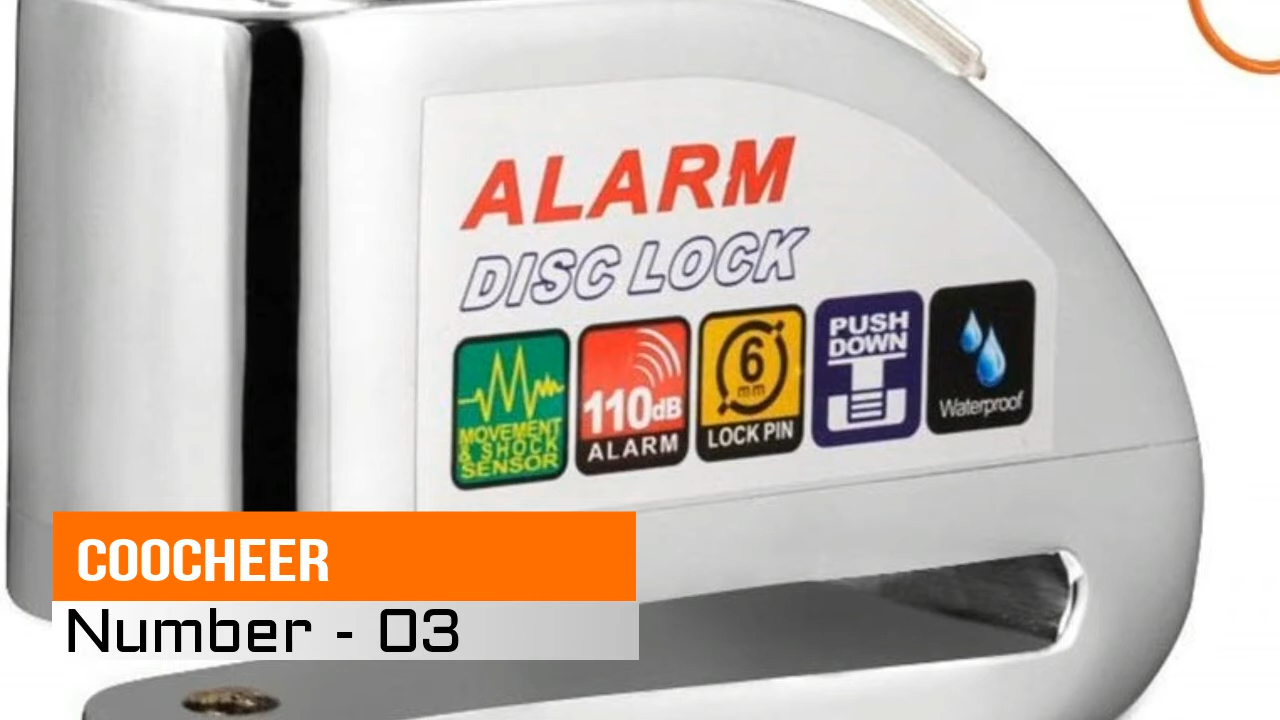 ALARM
DISC LOCK
MOVEMENT
& SHOCK
SENSOR
110dB
ALARM
6
mm
LOCK PIN
PUSH
DOWN
Waterproof
COOCHEER
Number - 03